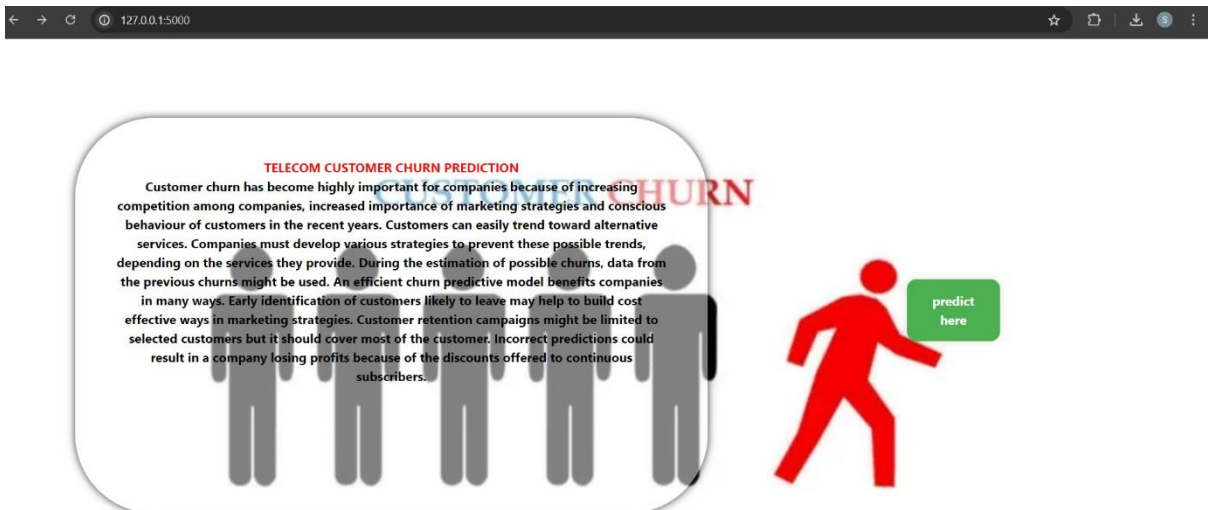 127.0.0.1:5000
S
TELECOM CUSTOMER CHURN PREDICTION
CUSTOMER CHURN
Customer churn has become highly important for companies because of increasing
competition among companies, increased importance of marketing strategies and conscious
behaviour of customers in the recent years. Customers can easily trend toward alternative
services. Companies must develop various strategies to prevent these possible trends,
depending on the services they provide. During the estimation of possible churns, data from
the previous churns might be used. An efficient churn predictive model benefits companies
in many ways. Early identification of customers likely to leave may help to build cost
effective ways in marketing strategies. Customer retention campaigns might be limited to
selected customers but it should cover most of the customer. Incorrect predictions could
result in a company losing profits because of the discounts offered to continuous
subscribers.
predict
here